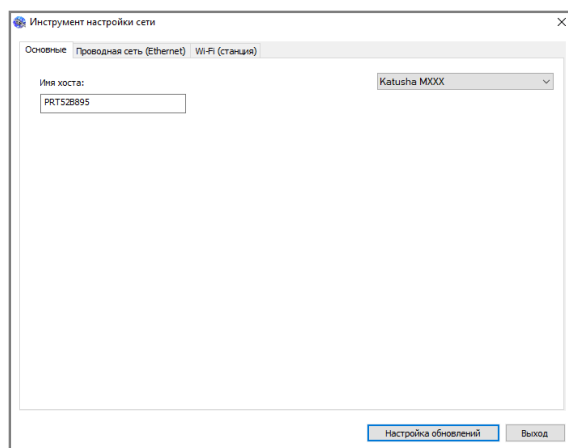 Инструмент настройки сети
Основные Проводная сеть (Ethernet) Wi-Fi (станция)
Имя хоста: Katusha MXXX
PRT52B895
Настройка обновлений Выход